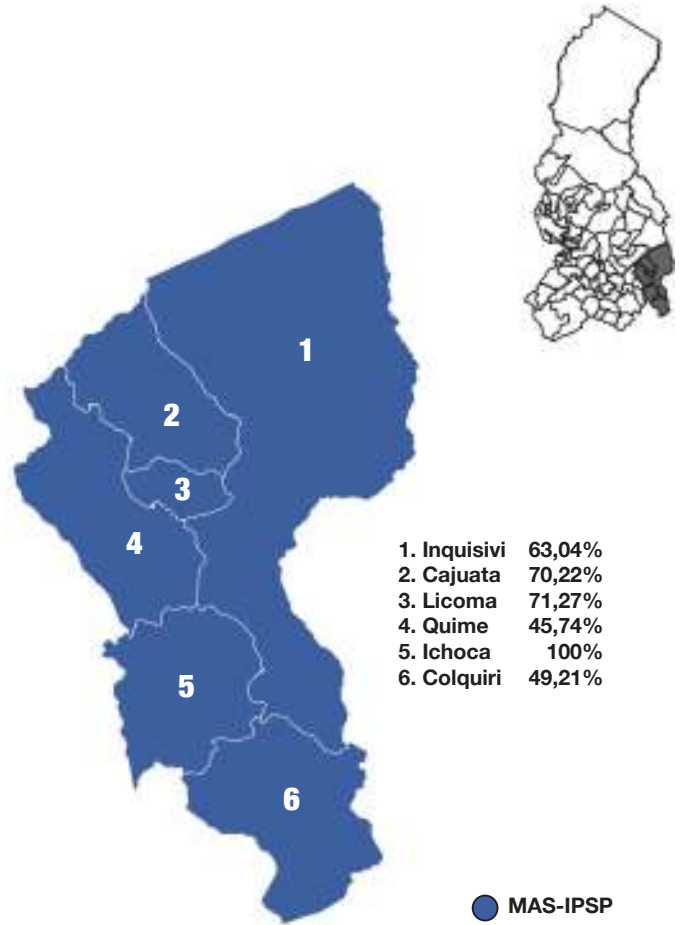 1
2
3
4
1. Inquisivi 63,04%
2. Cajuata 70,22%
3. Licoma 71,27%
4. Quime 45,74%
5. Ichoca 100%
6. Colquiri 49,21%
5
6
MAS-IPSP